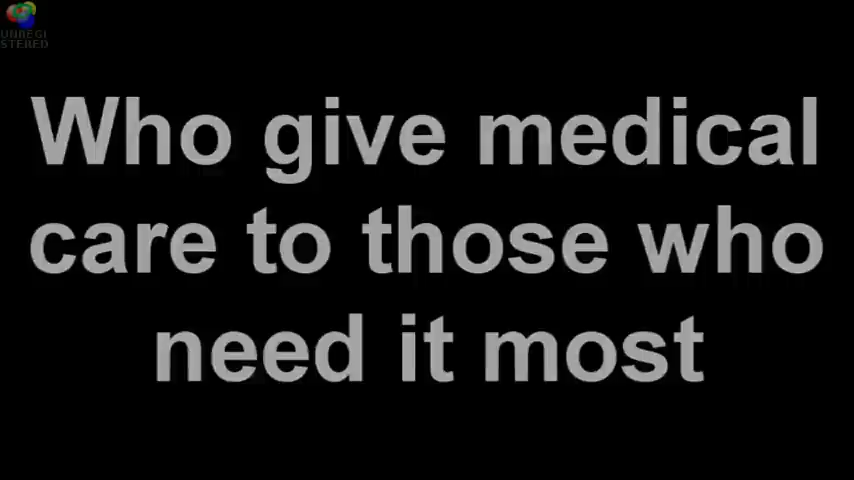 UNREGI
STERED
Who give medical
care to those who
need it most